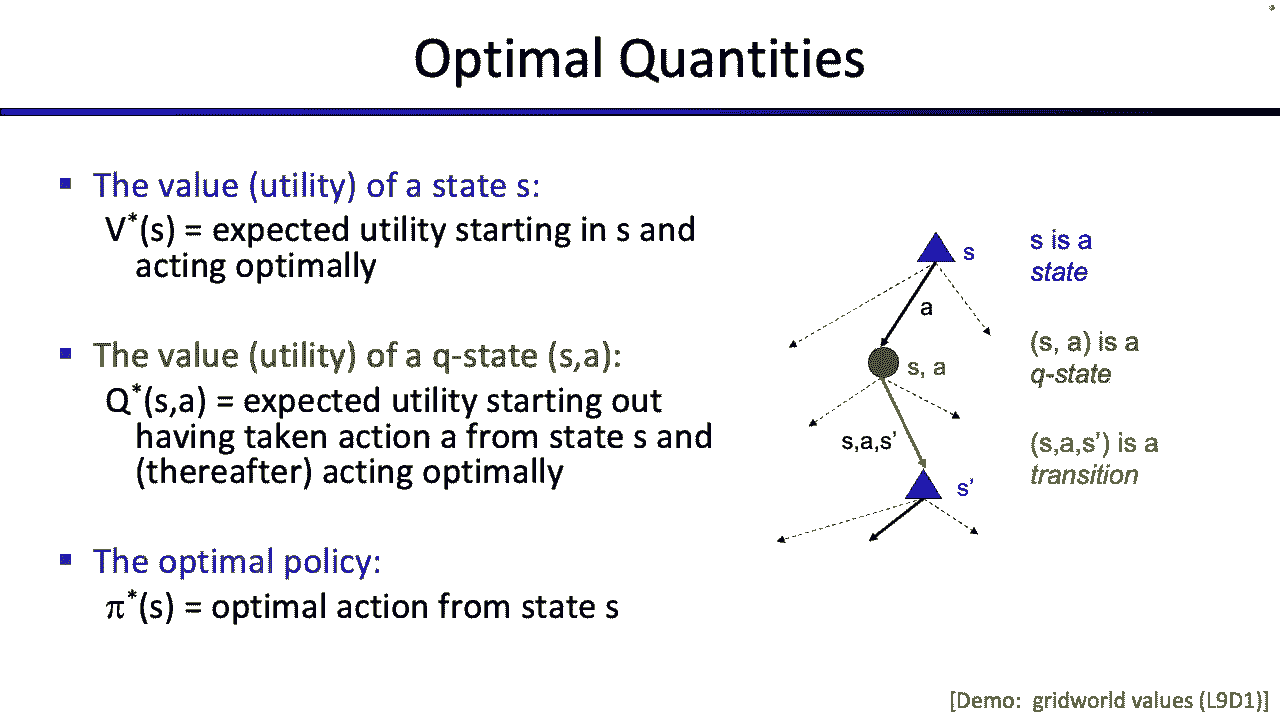 Optimal Quantities
▪ The value (utility) of a state s:
V*(s) = expected utility starting in s and
acting optimally
▪ The value (utility) of a q-state (s,a):
Q*(s,a) = expected utility starting out
having taken action a from state s and
(thereafter) acting optimally
▪ The optimal policy:
π*(s) = optimal action from state s
s
a
s, a
s,a,s’
s’
s is a
state
(s, a) is a
q-state
(s,a,s’) is a
transition
[Demo: gridworld values (L9D1)]